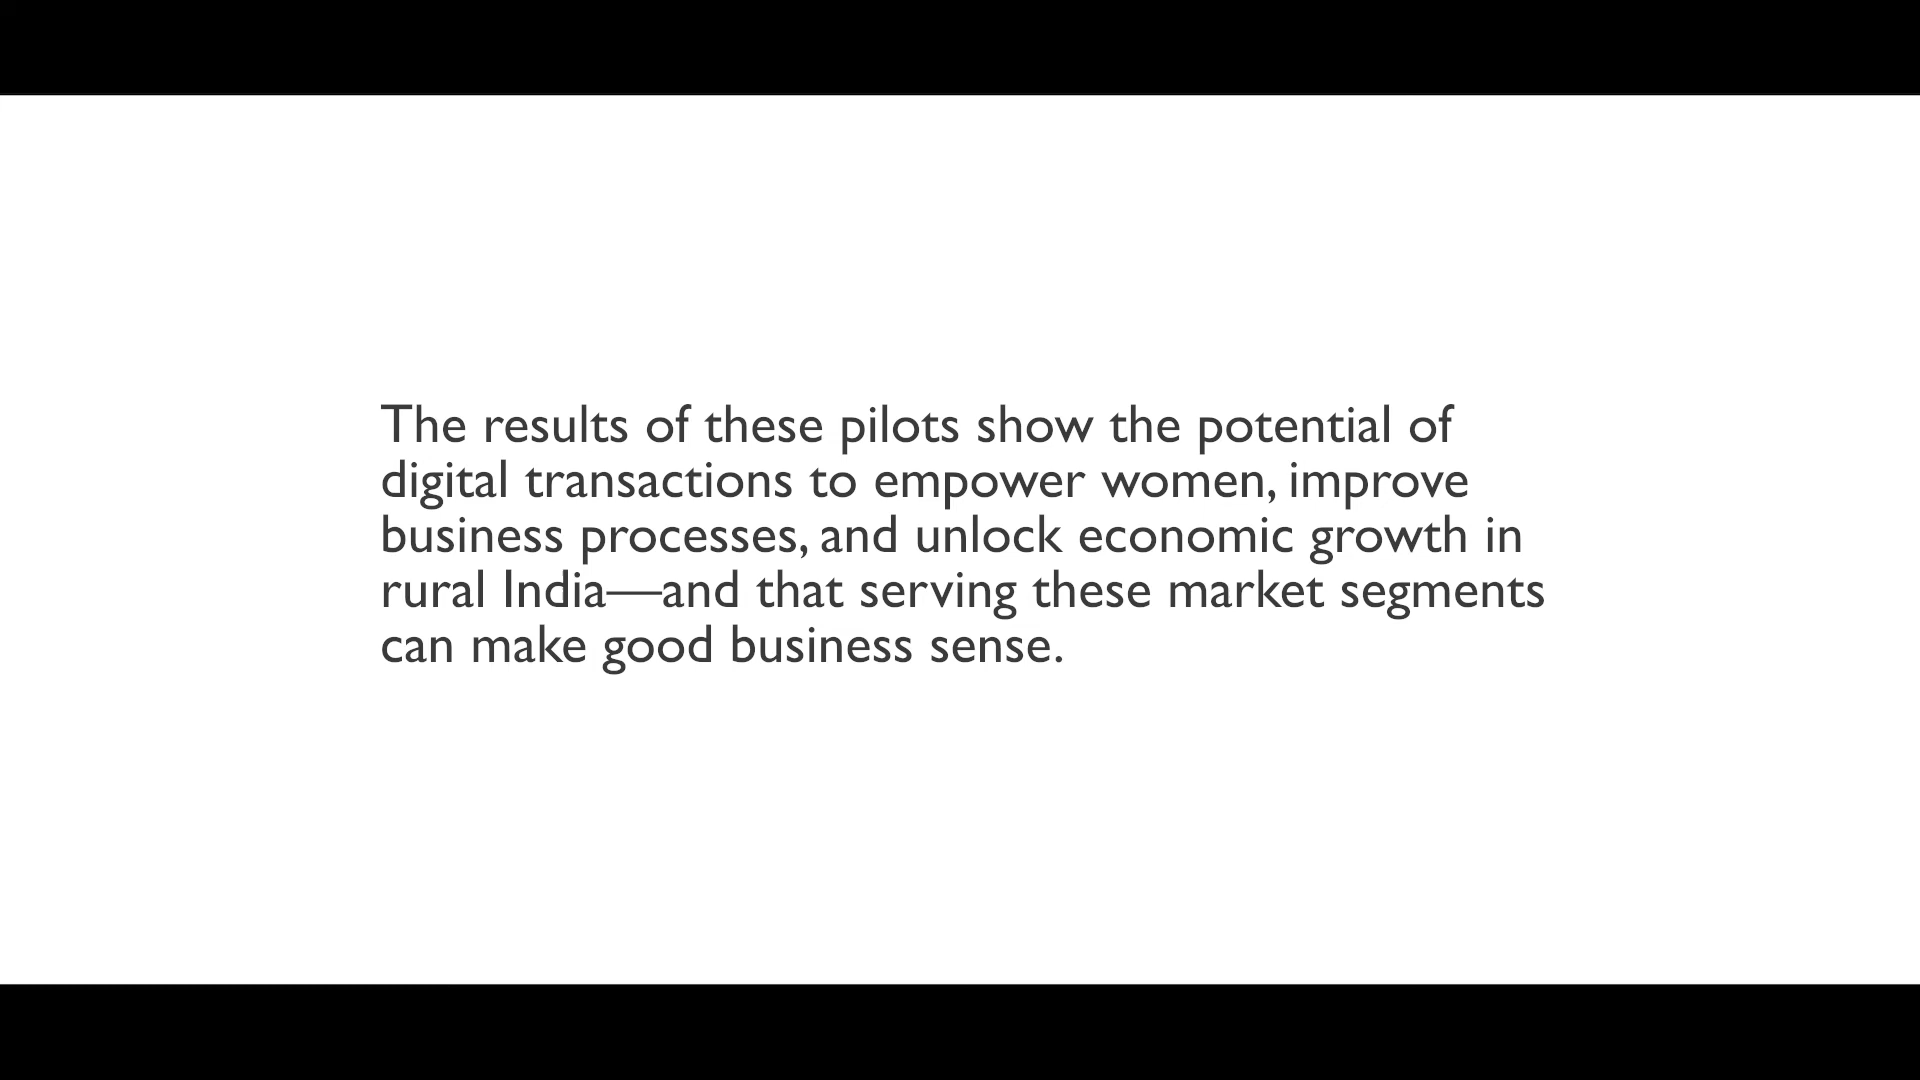 The results of these pilots show the potential of
digital transactions to empower women, improve
business processes, and unlock economic growth in
rural India—and that serving these market segments
can make good business sense.